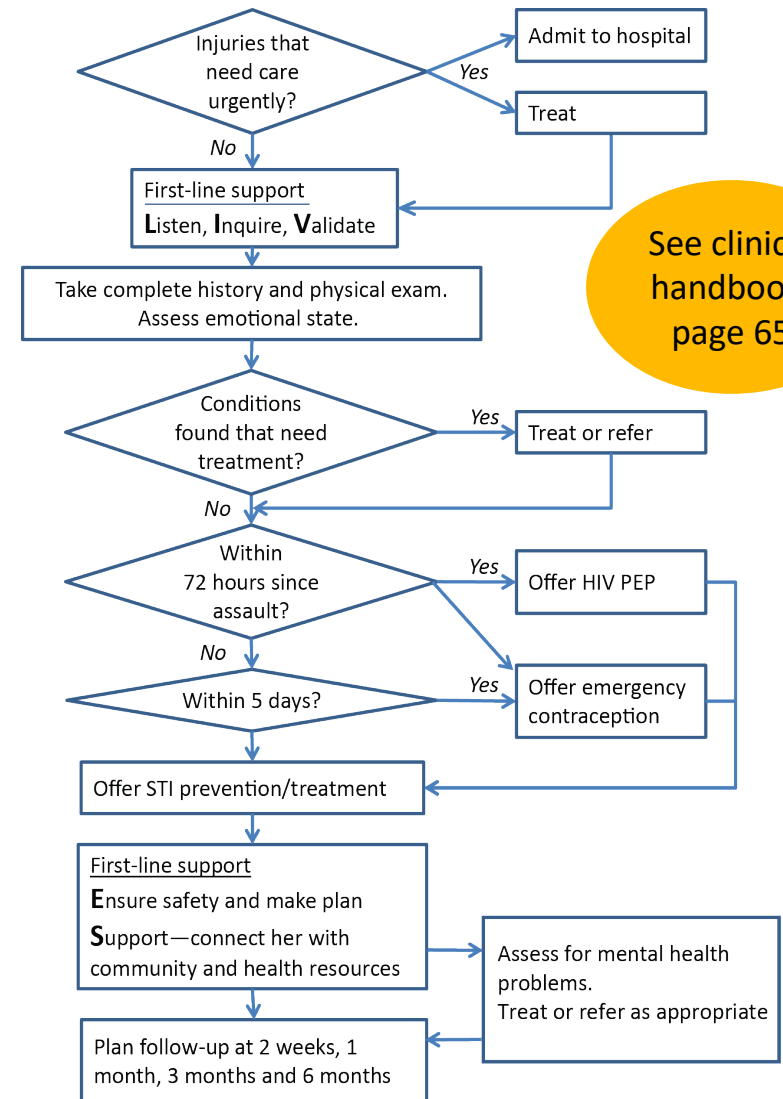 Injuries that
need care
urgently?
Yes
Admit to hospital
Treat
No
First-line support
Listen, Inquire, Validate
See clinic
handboo
page 65
Take complete history and physical exam.
Assess emotional state.
Conditions
found that need
treatment?
Yes
Treat or refer
No
Within
72 hours since
assault?
Yes
Offer HIV PEP
No
Within 5 days?
Yes
Offer emergency
contraception
Offer STI prevention/treatment
First-line support
Ensure safety and make plan
Support—connect her with
community and health resources
Assess for mental health
problems.
Treat or refer as appropriate
Plan follow-up at 2 weeks, 1
month, 3 months and 6 months